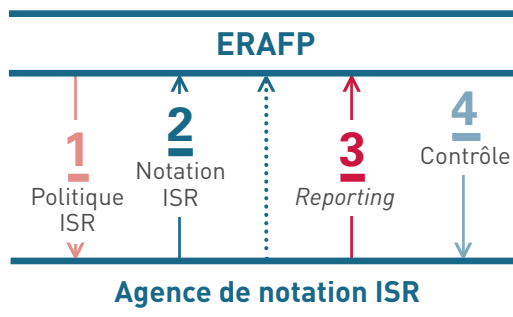 ERAFP
1
Politique
ISR
2
Notation
ISR
3
Reporting
4
Contrôle
Agence de notation ISR